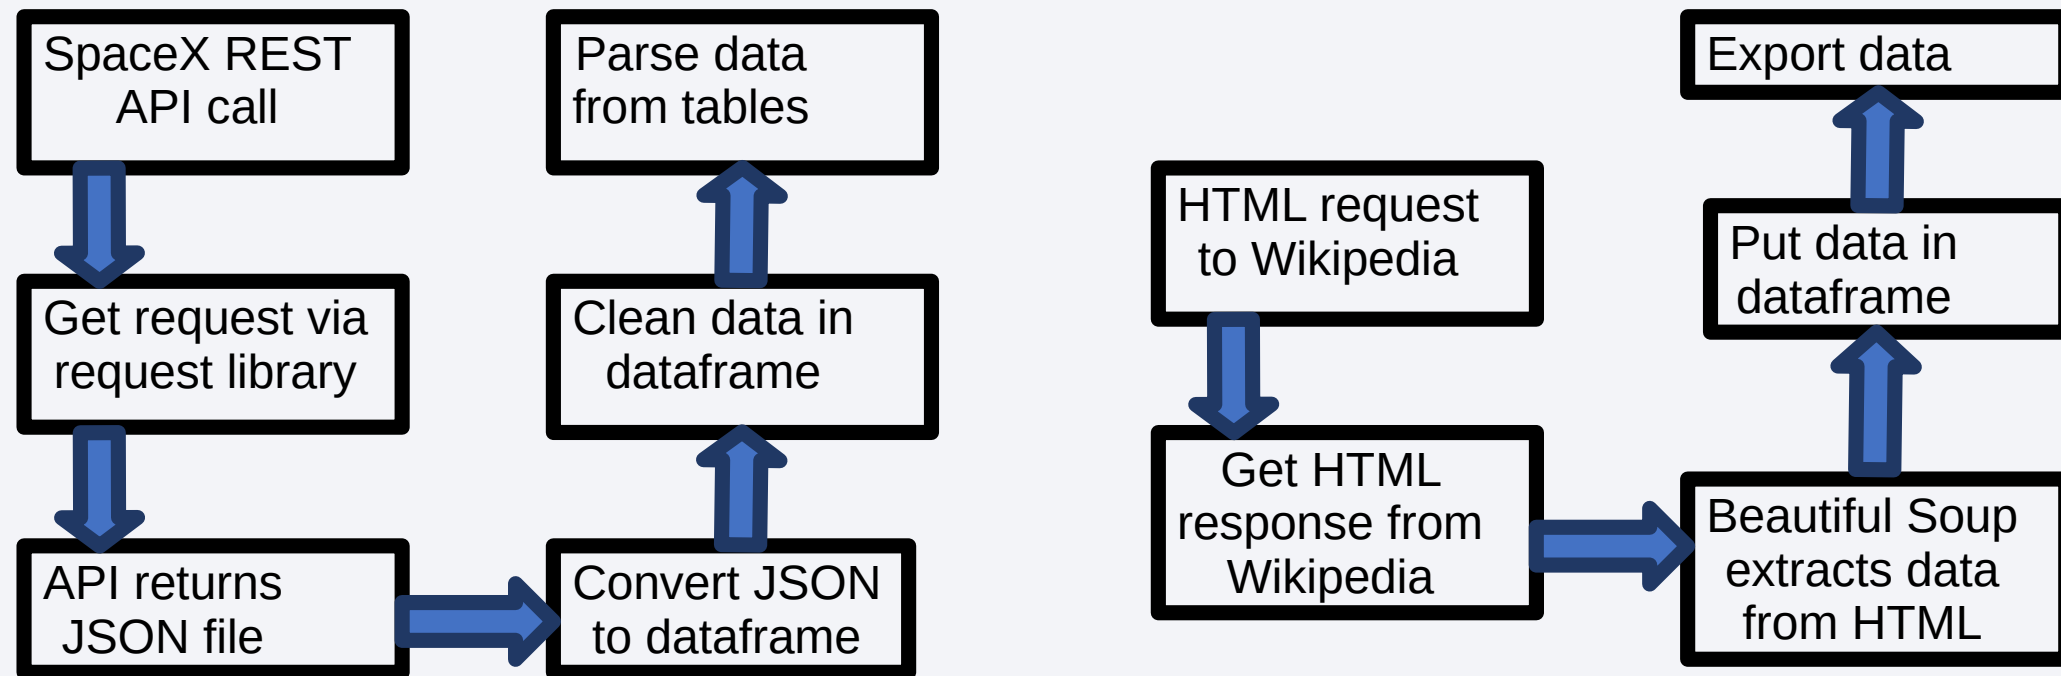 SpaceX REST
API call
Get request via
request library
API returns
JSON file
Convert JSON
to dataframe
Clean data in
dataframe
Parse data
from tables
HTML request
to Wikipedia
Get HTML
response from
Wikipedia
Beautiful Soup
extracts data
from HTML
Put data in
dataframe
Export data